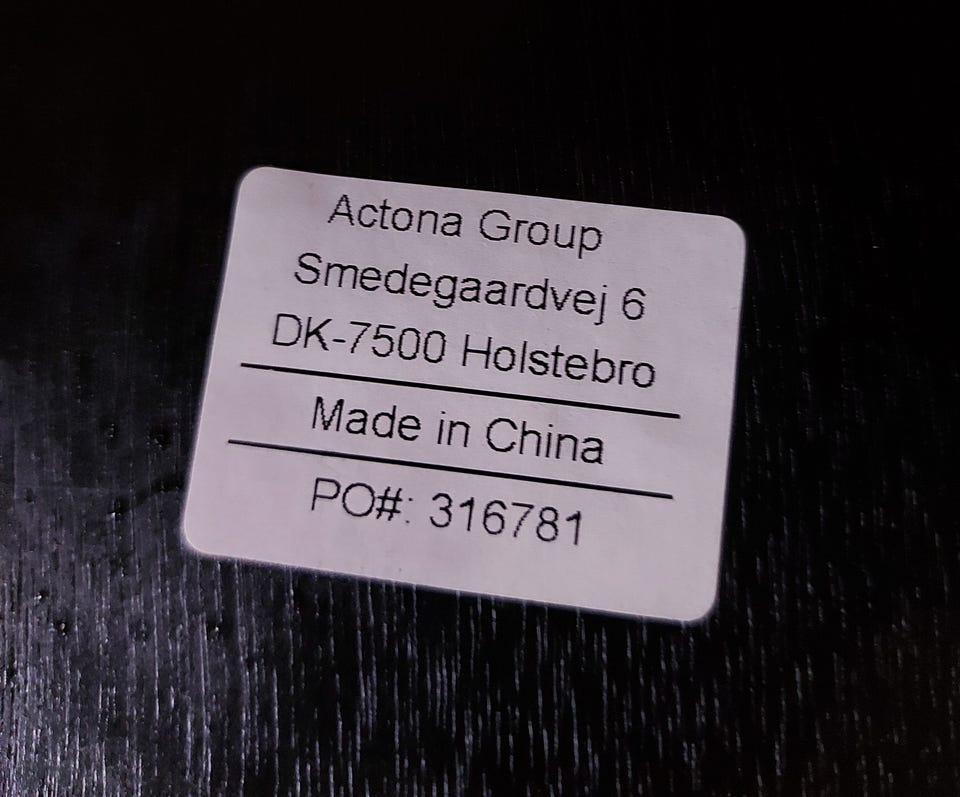 Actona Group
Smedegaardvej 6
DK-7500 Holstebro
Made in China
PO#: 316781